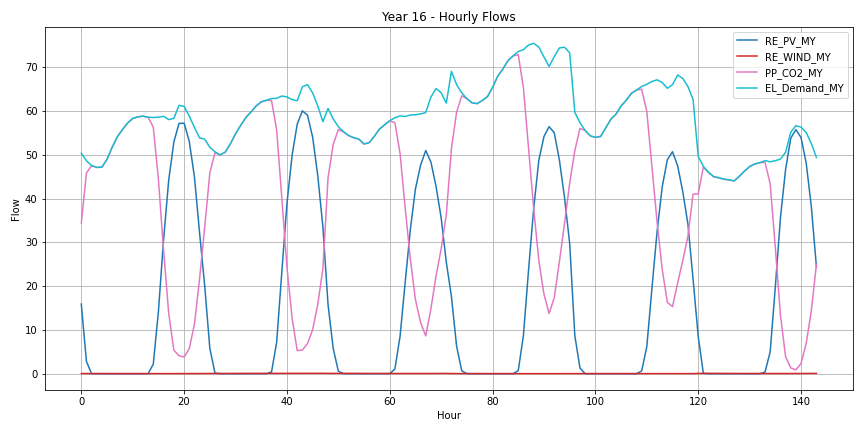 Year 16 - Hourly Flows
RE_PV_MY
RE_WIND_MY
PP_CO2_MY
EL_Demand_MY
Flow
70
60
50
40
30
20
10
0
0 20 40 60 80 100 120 140
Hour